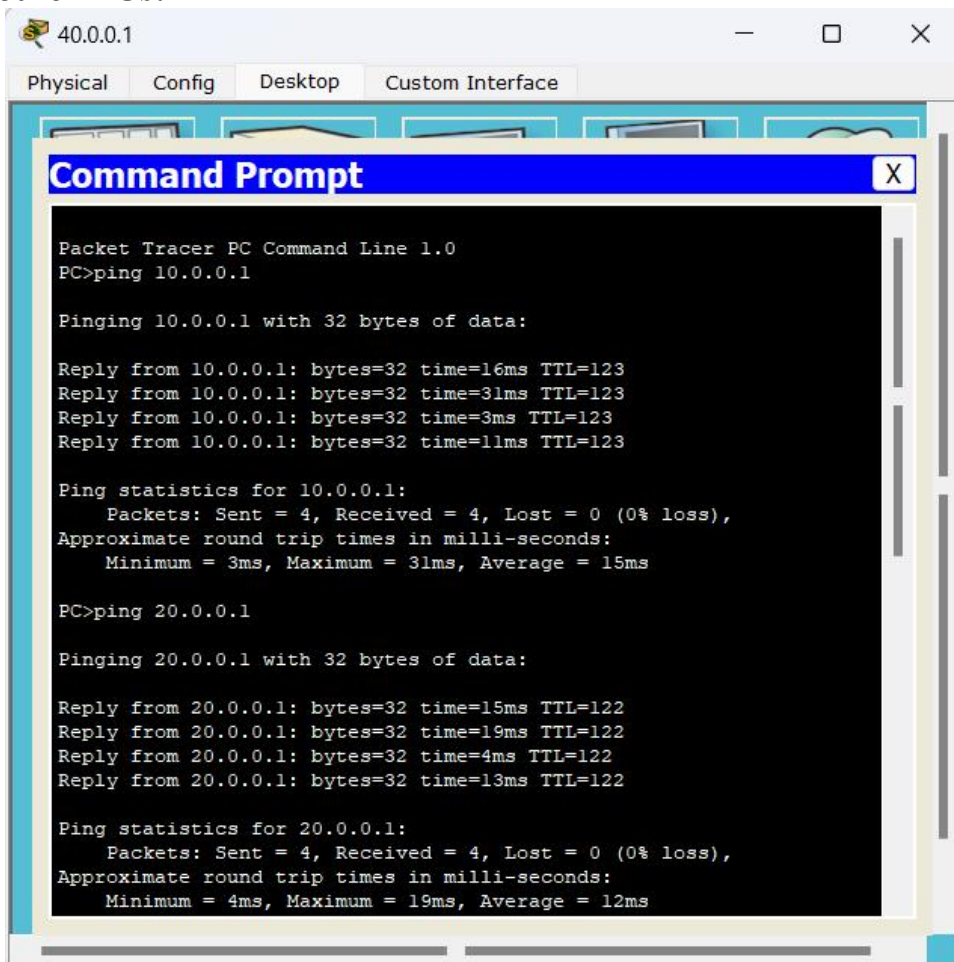 40.0.0.1
Physical Config Desktop Custom Interface
Command Prompt
X
Packet Tracer PC Command Line 1.0
PC>ping 10.0.0.1
Pinging 10.0.0.1 with 32 bytes of data:
Reply from 10.0.0.1: bytes=32 time=16ms TTL=123
Reply from 10.0.0.1: bytes=32 time=31ms TTL=123
Reply from 10.0.0.1: bytes=32 time=3ms TTL=123
Reply from 10.0.0.1: bytes=32 time=11ms TTL=123
Ping statistics for 10.0.0.1:
Packets: Sent = 4, Received = 4, Lost = 0 (0% loss),
Approximate round trip times in milli-seconds:
Minimum = 3ms, Maximum = 31ms, Average = 15ms
PC>ping 20.0.0.1
Pinging 20.0.0.1 with 32 bytes of data:
Reply from 20.0.0.1: bytes=32 time=15ms TTL=122
Reply from 20.0.0.1: bytes=32 time=19ms TTL=122
Reply from 20.0.0.1: bytes=32 time=4ms TTL=122
Reply from 20.0.0.1: bytes=32 time=13ms TTL=122
Ping statistics for 20.0.0.1:
Packets: Sent = 4, Received = 4, Lost = 0 (0% loss),
Approximate round trip times in milli-seconds:
Minimum = 4ms, Maximum = 19ms, Average = 12ms